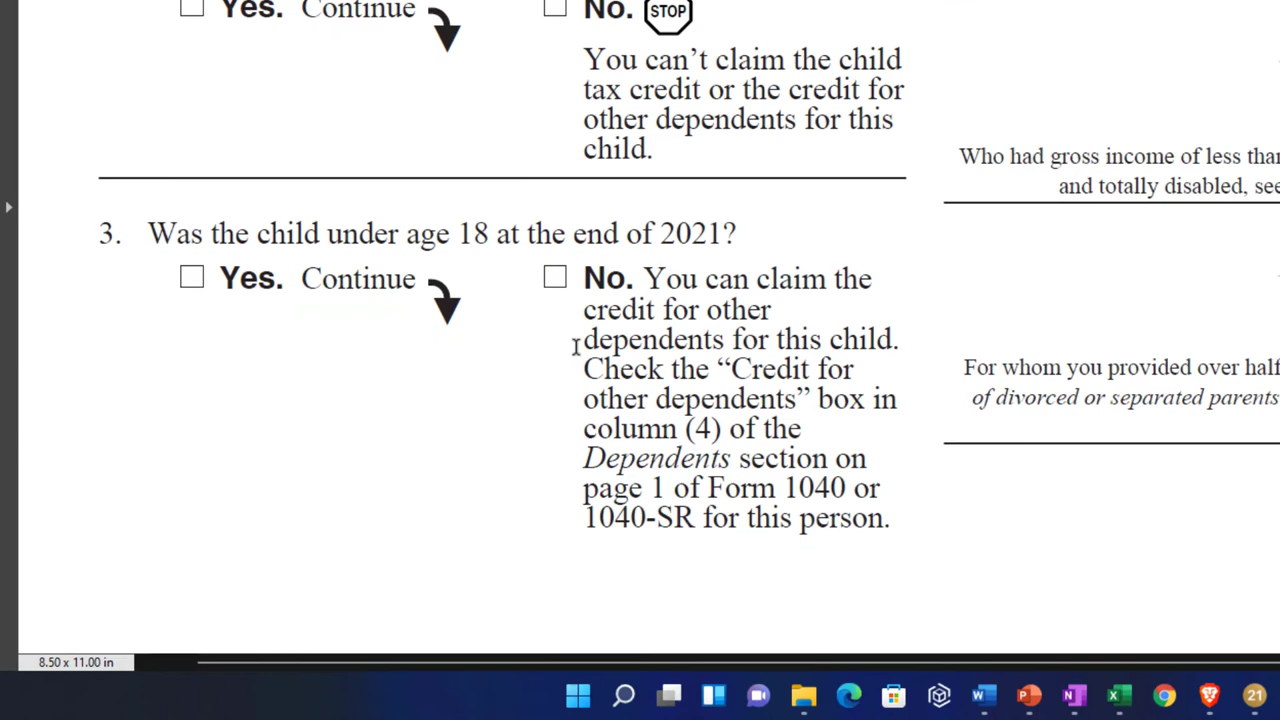 Yes. Continue
No. STOP
You can’t claim the child
tax credit or the credit for
other dependents for this
child.
3. Was the child under age 18 at the end of 2021?
Yes. Continue
No. You can claim the
credit for other
dependents for this child.
Check the “Credit for
other dependents” box in
column (4) of the
Dependents section on
page 1 of Form 1040 or
1040-SR for this person.
Who had gross income of less than
and totally disabled, see
For whom you provided over half
of divorced or separated parents
8.50 x 11.00 in
21